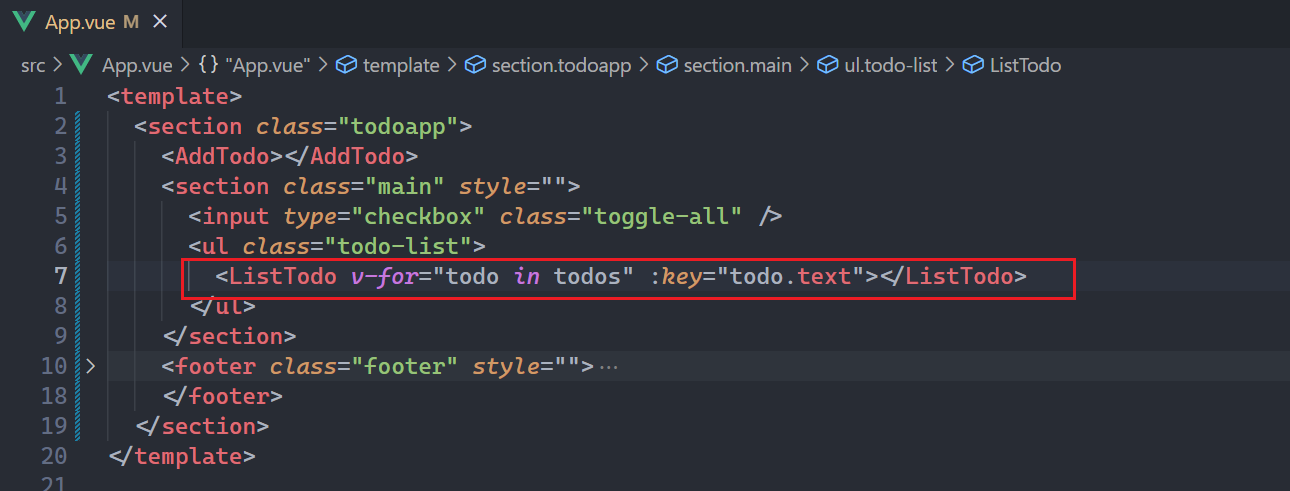 App.vue M ×
src > App.vue > {} "App.vue" > template > section.todoapp > section.main > ul.todo-list > ListTodo
1 <template>
2 <section class="todoapp">
3 <AddTodo></AddTodo>
4 <section class="main" style="">
5 <input type="checkbox" class="toggle-all" />
6 <ul class="todo-list">
7 <ListTodo v-for="todo in todos" :key="todo.text"></ListTodo>
8 </ul>
9 </section>
10 > <footer class="footer" style="">···
18 </footer>
19 </section>
20 </template>
21